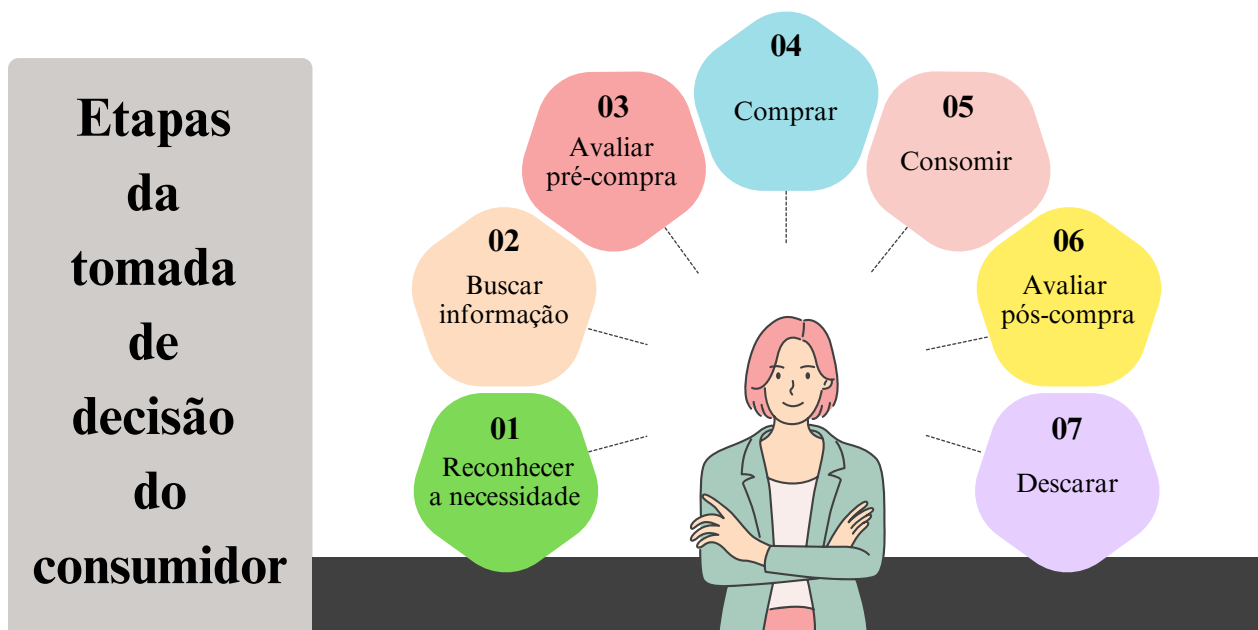 Etapas
da
tomada
de
decisão
do
consumidor
01
Reconhecer
a necessidade
02
Buscar
informação
03
Avaliar
pré-compra
04
Comprar
05
Consomir
06
Avaliar
pós-compra
07
Descarar